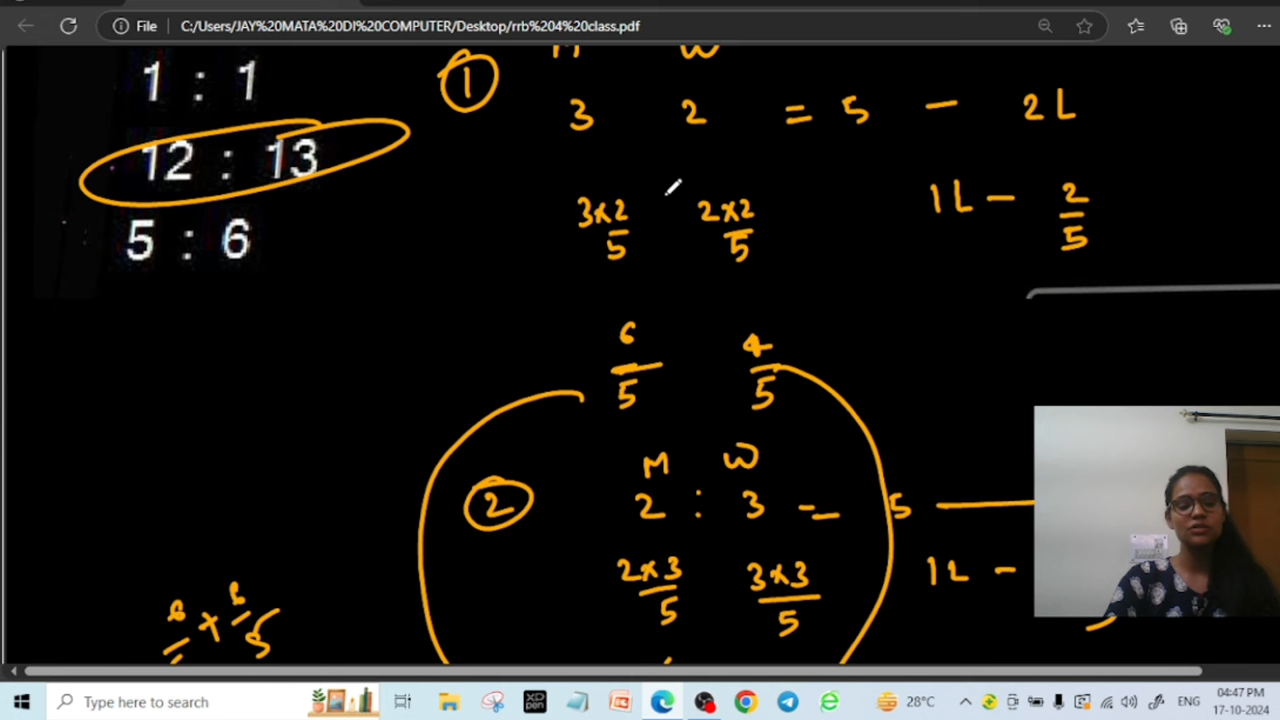 File C:/Users/JAY%20MATA%20DI%20COMPUTER/Desktop/rrb%204%20class.pdf
1 : 1
12 : 13
5 : 6
① M W
3 2 = 5 — 2L
3×2/5 2×2/5 1L — 2/5
6/5 4/5
M W
② 2 : 3 — 5 —
2×3/5 3×3/5 1L —
6 + 6/5
Type here to search
28°C
ENG
04:47 PM
17-10-2024